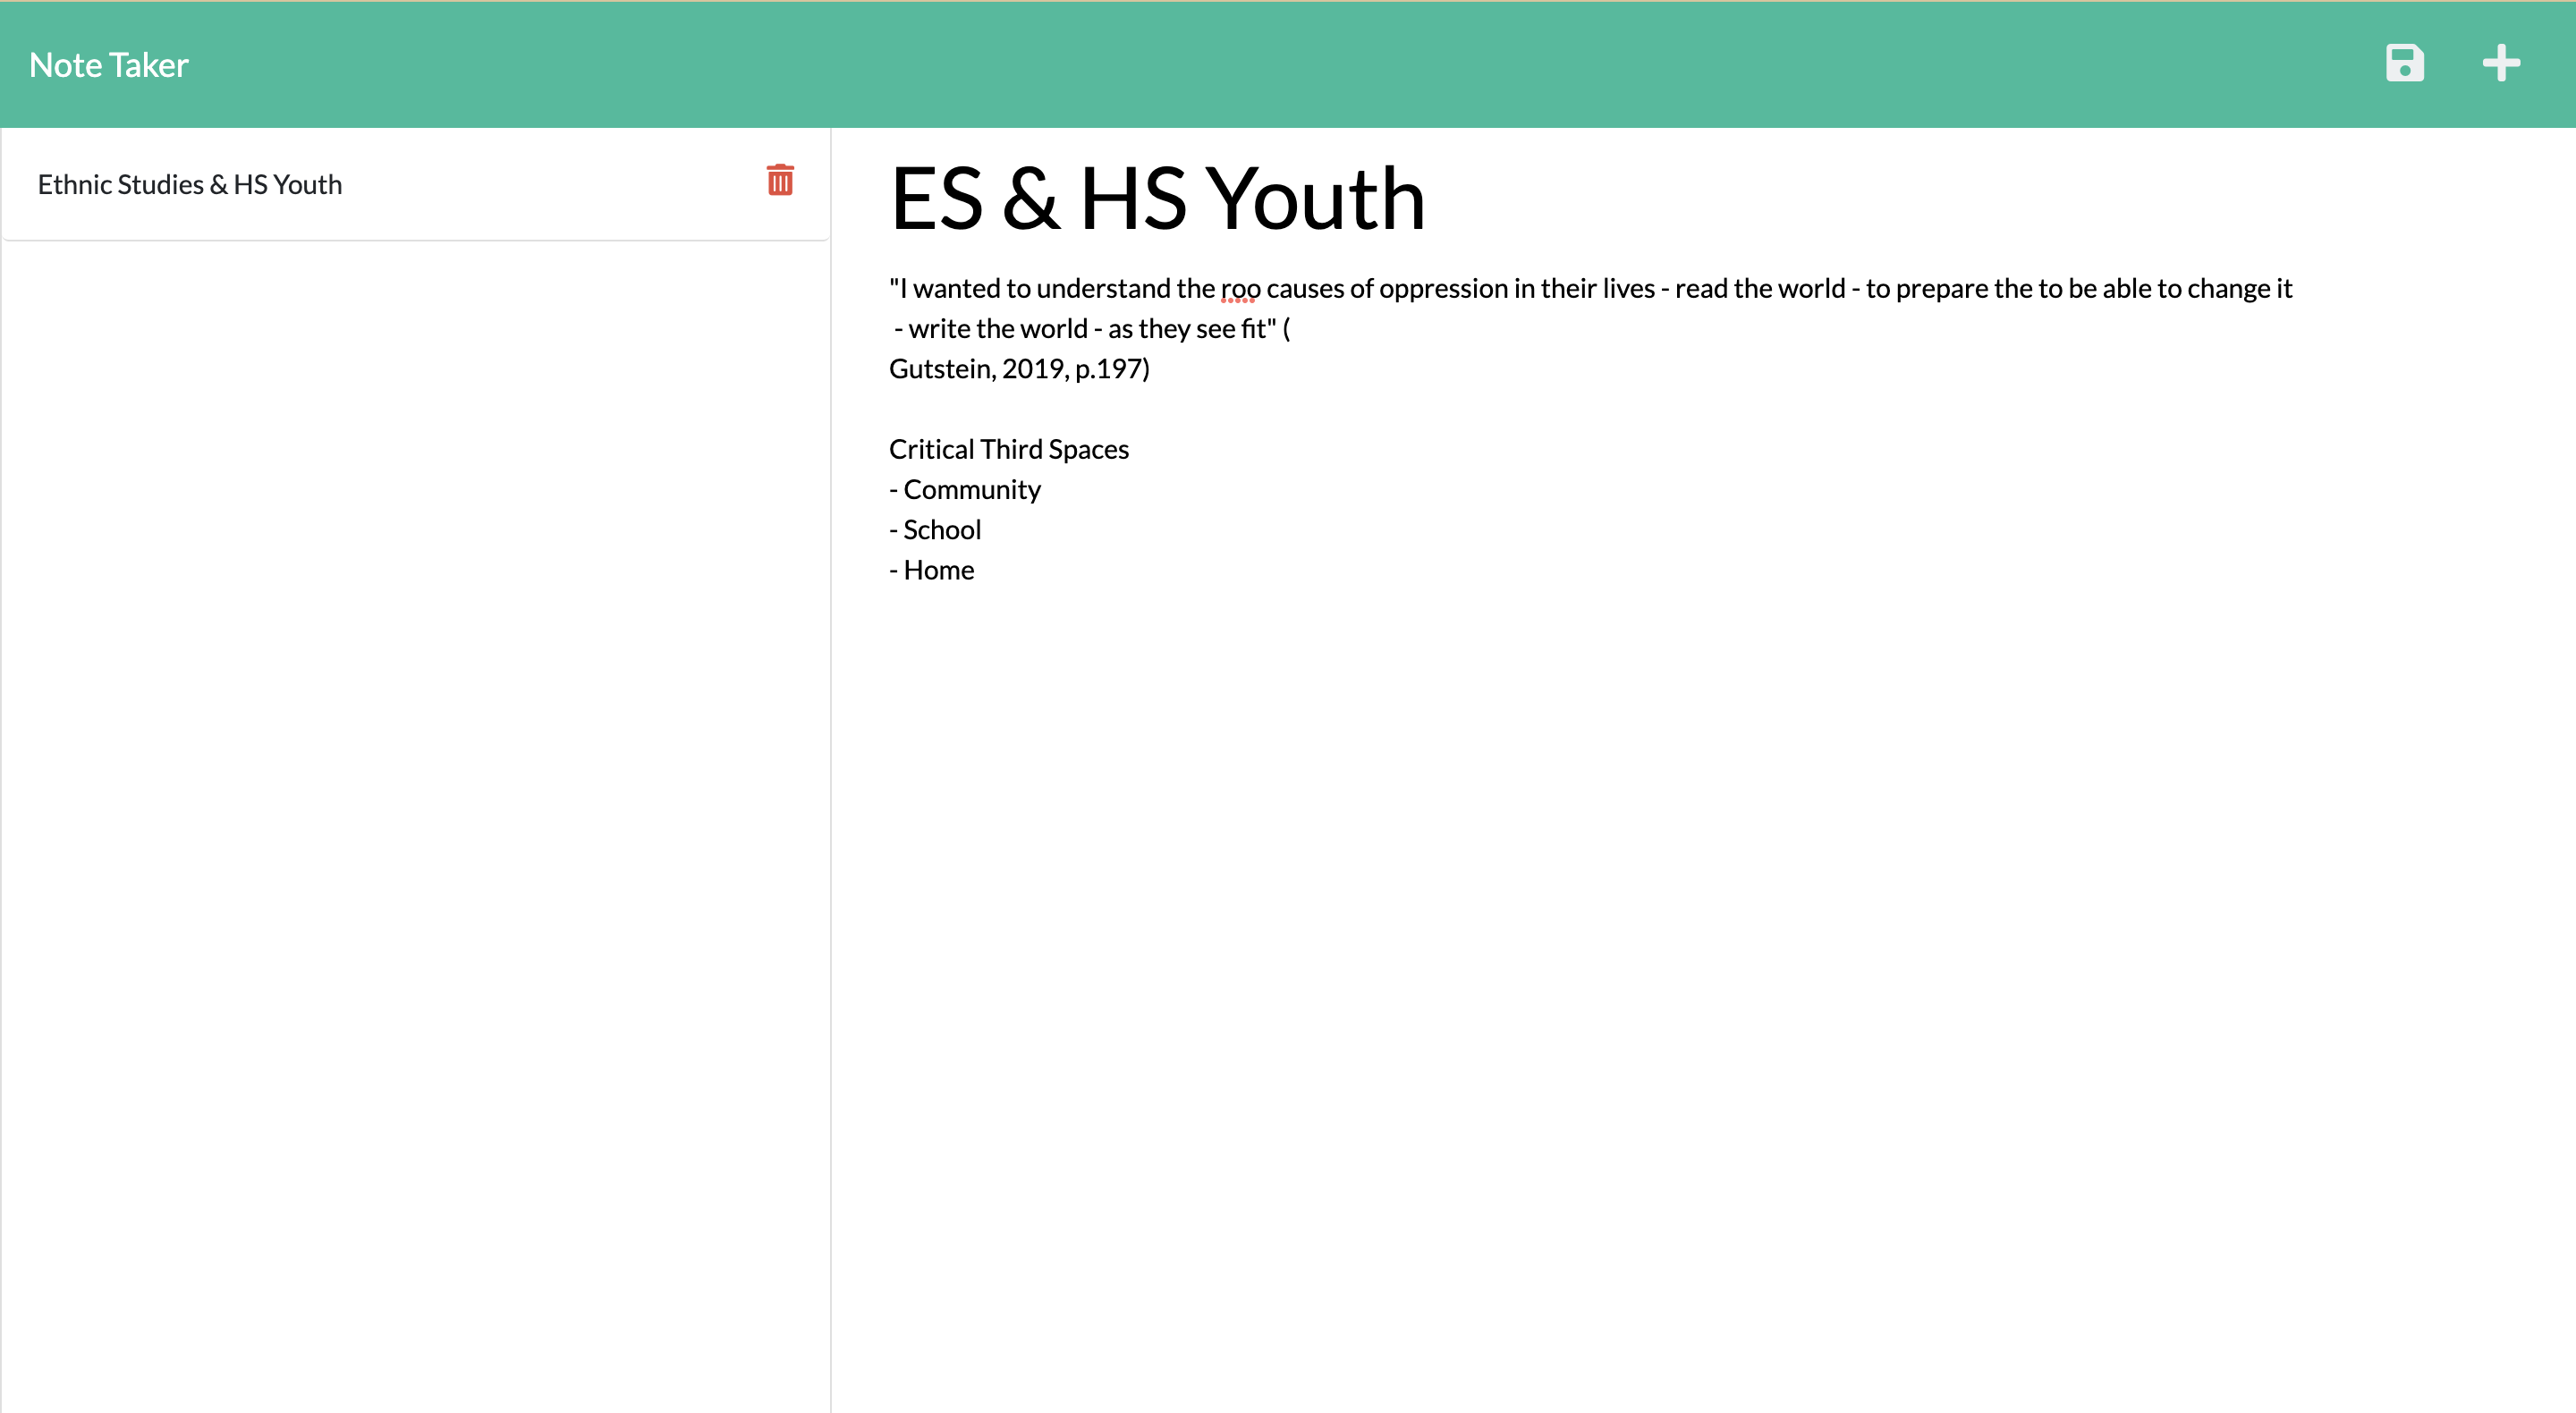 Note Taker
Ethnic Studies & HS Youth
ES & HS Youth
"I wanted to understand the roo causes of oppression in their lives - read the world - to prepare the to be able to change it
- write the world - as they see fit" (
Gutstein, 2019, p.197)
Critical Third Spaces
- Community
- School
- Home